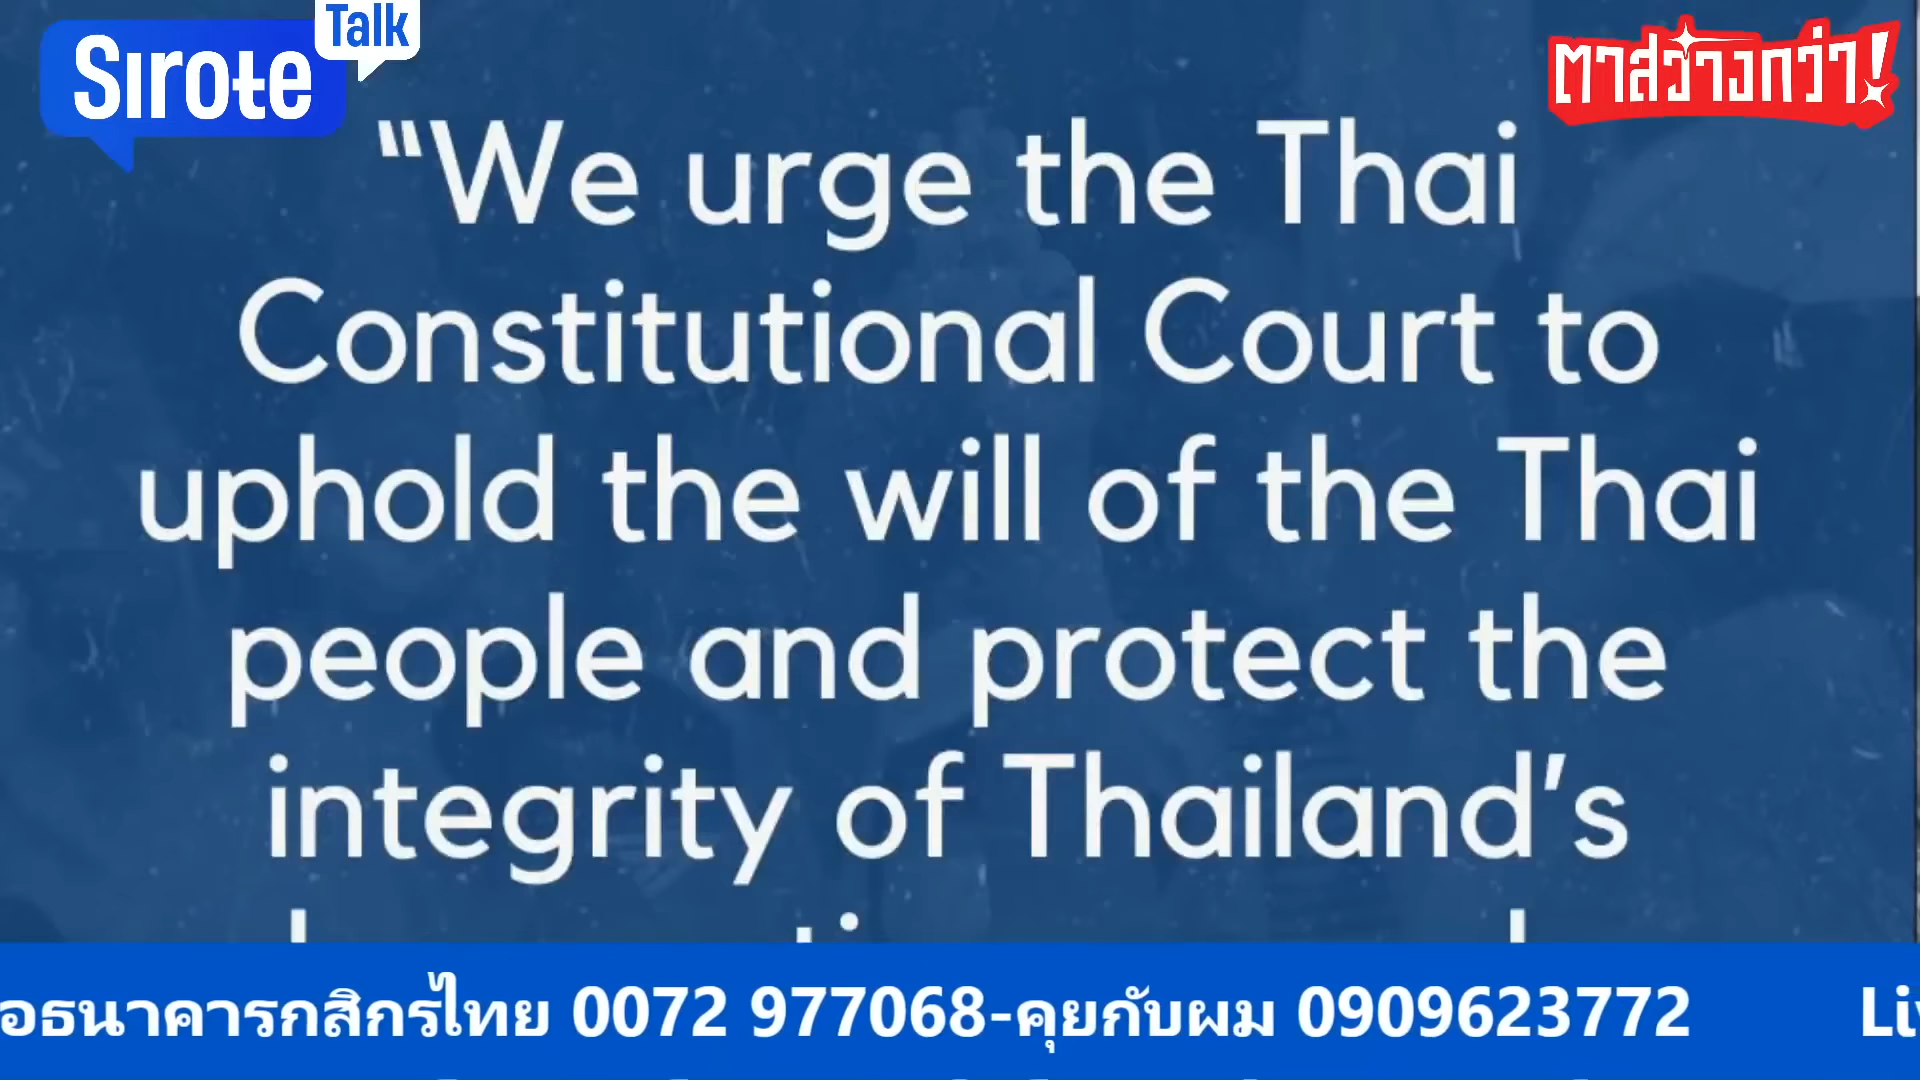 Sirote
Talk
ตาสว่างกว่า!
“We urge the Thai
Constitutional Court to
uphold the will of the Thai
people and protect the
integrity of Thailand’s
อธนาคารกสิกรไทย 0072 977068-คุยกับผม 0909623772